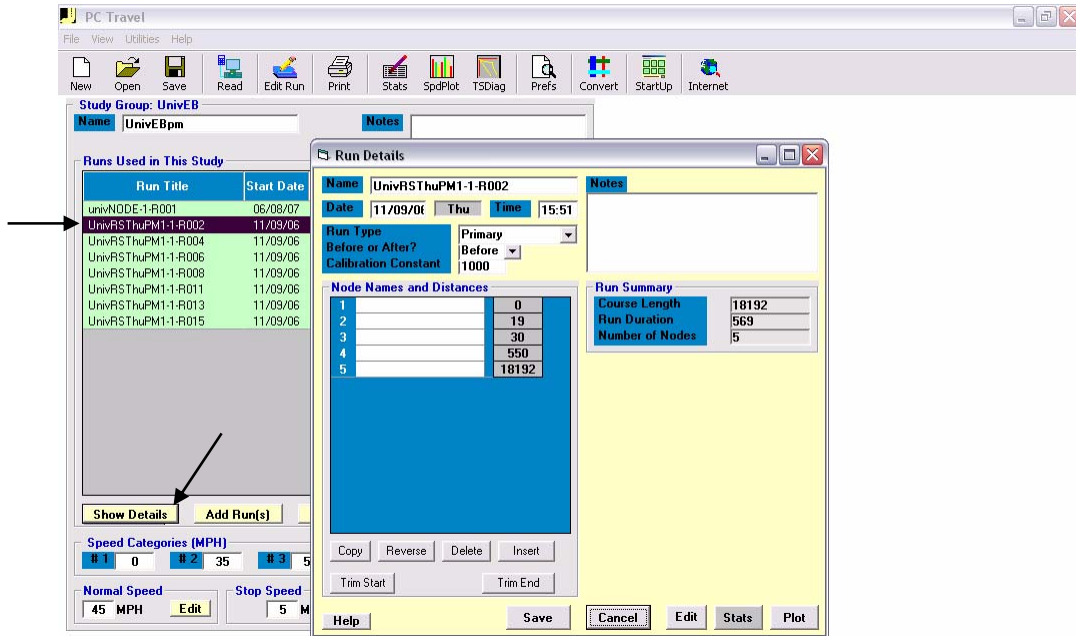 PC Travel
File View Utilities Help
New Open Save Read Edit Run Print Stats SpdPlot TSDiag Prefs Convert StartUp Internet
Study Group: UnivEB
Name UnivEBpm Notes
Runs Used in This Study
Run Title Start Date
univNODE-1-R001 06/08/07
UnivRSThuPM1-1-R002 11/09/06
UnivRSThuPM1-1-R004 11/09/06
UnivRSThuPM1-1-R006 11/09/06
UnivRSThuPM1-1-R008 11/09/06
UnivRSThuPM1-1-R011 11/09/06
UnivRSThuPM1-1-R013 11/09/06
UnivRSThuPM1-1-R015 11/09/06
Show Details Add Run(s)
Speed Categories (MPH)
# 1 0 # 2 35 # 3 5
Normal Speed Stop Speed
45 MPH Edit 5 M
Run Details
Name UnivRSThuPM1-1-R002 Notes
Date 11/09/06 Thu Time 15:51
Run Type Primary
Before or After? Before
Calibration Constant 1000
Node Names and Distances
1 0
2 19
3 30
4 550
5 18192
Copy Reverse Delete Insert
Trim Start Trim End
Run Summary
Course Length 18192
Run Duration 569
Number of Nodes 5
Help Save Cancel Edit Stats Plot